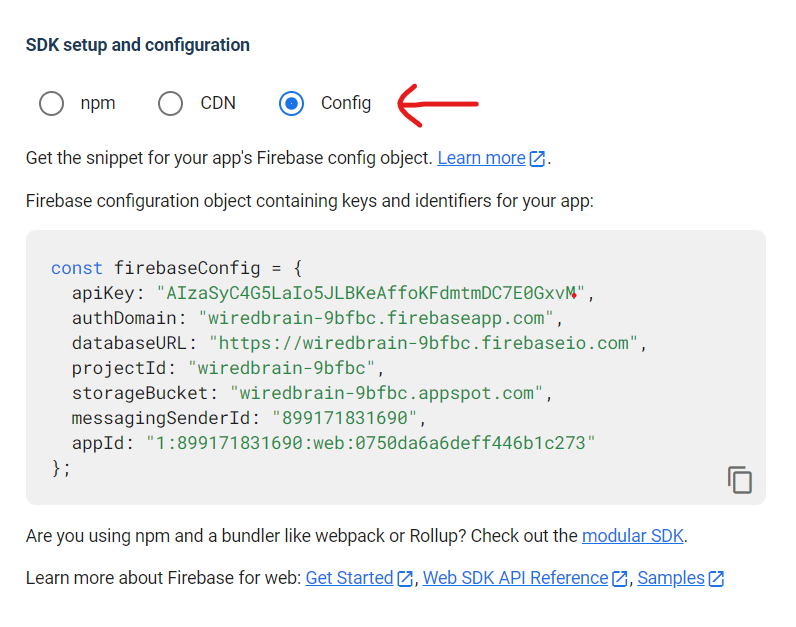 SDK setup and configuration
npm CDN Config
Get the snippet for your app's Firebase config object. Learn more.
Firebase configuration object containing keys and identifiers for your app:
const firebaseConfig = {
apiKey: "AIzaSyC4G5LaIo5JLBKeAffoKFdmtmDC7E0GxvM",
authDomain: "wiredbrain-9bfbc.firebaseapp.com",
databaseURL: "https://wiredbrain-9bfbc.firebaseio.com",
projectId: "wiredbrain-9bfbc",
storageBucket: "wiredbrain-9bfbc.appspot.com",
messagingSenderId: "899171831690",
appId: "1:899171831690:web:0750da6a6deff446b1c273"
};
Are you using npm and a bundler like webpack or Rollup? Check out the modular SDK.
Learn more about Firebase for web: Get Started, Web SDK API Reference, Samples